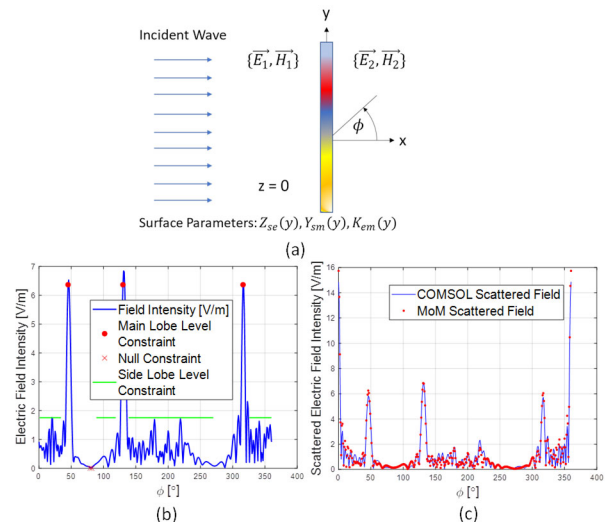 y
Incident Wave
{E₁, H₁}
{E₂, H₂}
ϕ
x
z = 0
Surface Parameters: Z_se(y), Y_sm(y), K_em(y)
(a)
Electric Field Intensity [V/m]
7
6
5
4
3
2
1
0
Field Intensity [V/m]
Main Lobe Level
Constraint
Null Constraint
Side Lobe Level
Constraint
0 50 100 150 200 250 300 350 400
ϕ [°]
(b)
Scattered Electric Field Intensity [V/m]
16
14
12
10
8
6
4
2
0
COMSOL Scattered Field
MoM Scattered Field
0 50 100 150 200 250 300 350 400
ϕ [°]
(c)